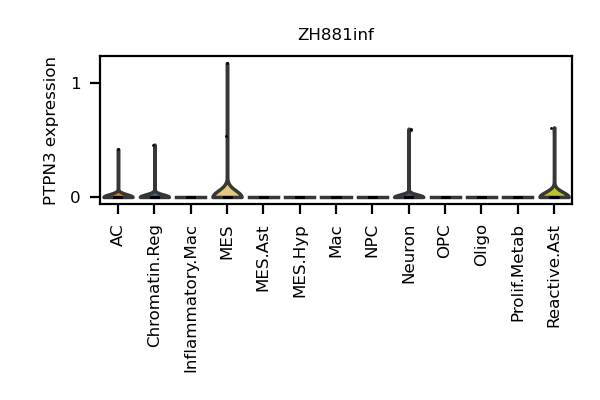 ZH881inf
PTPN3 expression
1
0
AC
Chromatin.Reg
Inflammatory.Mac
MES
MES.Ast
MES.Hyp
Mac
NPC
Neuron
OPC
Oligo
Prolif.Metab
Reactive.Ast